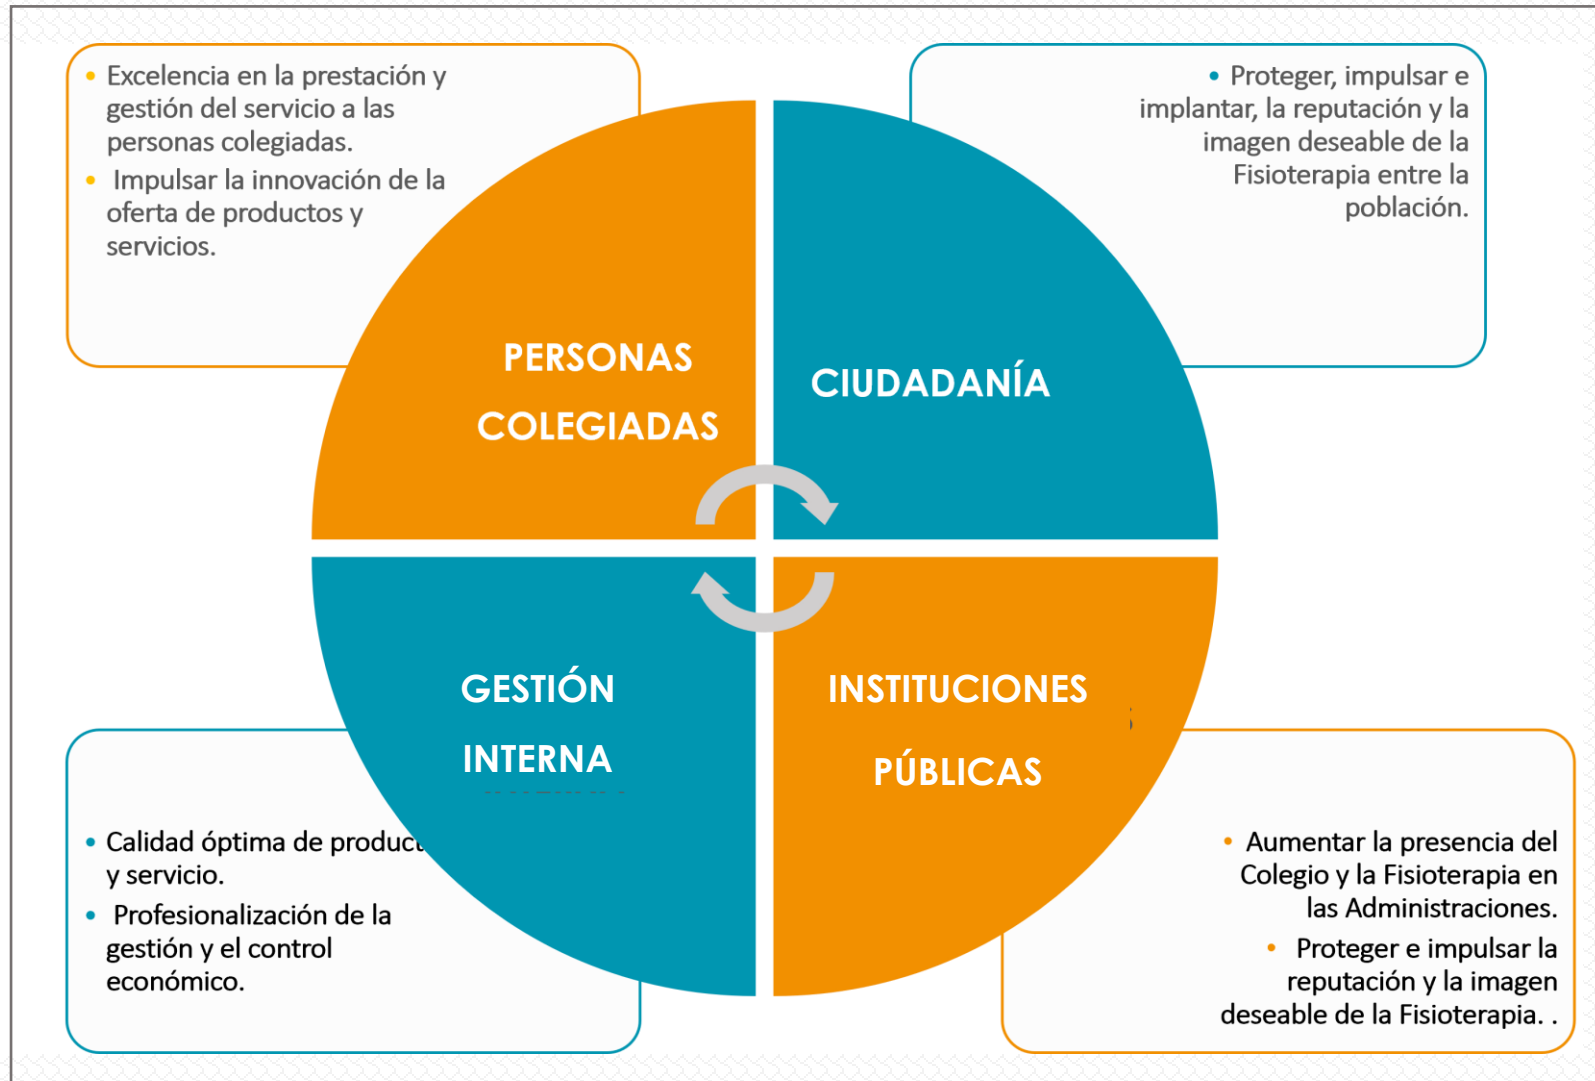 • Excelencia en la prestación y
gestión del servicio a las
personas colegiadas.
• Impulsar la innovación de la
oferta de productos y
servicios.
• Proteger, impulsar e
implantar, la reputación y la
imagen deseable de la
Fisioterapia entre la
población.
PERSONAS
COLEGIADAS
CIUDADANÍA
GESTIÓN
INTERNA
INSTITUCIONES
PÚBLICAS
• Calidad óptima de product
y servicio.
• Profesionalización de la
gestión y el control
económico.
• Aumentar la presencia del
Colegio y la Fisioterapia en
las Administraciones.
• Proteger e impulsar la
reputación y la imagen
deseable de la Fisioterapia. .